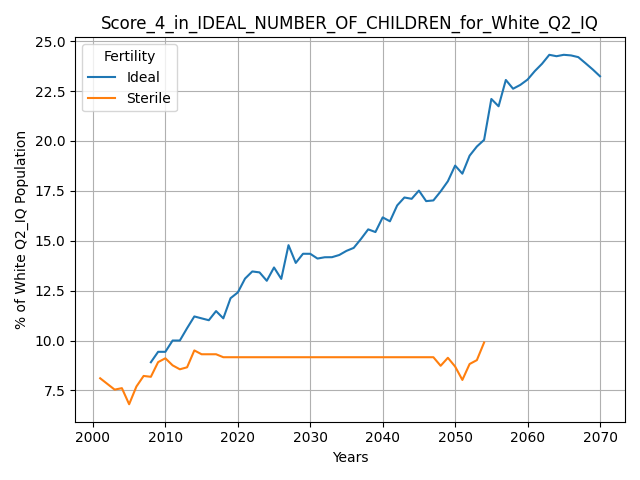 Score_4_in_IDEAL_NUMBER_OF_CHILDREN_for_White_Q2_IQ
Fertility
Ideal
Sterile
% of White Q2_IQ Population
25.0
22.5
20.0
17.5
15.0
12.5
10.0
7.5
2000 2010 2020 2030 2040 2050 2060 2070
Years